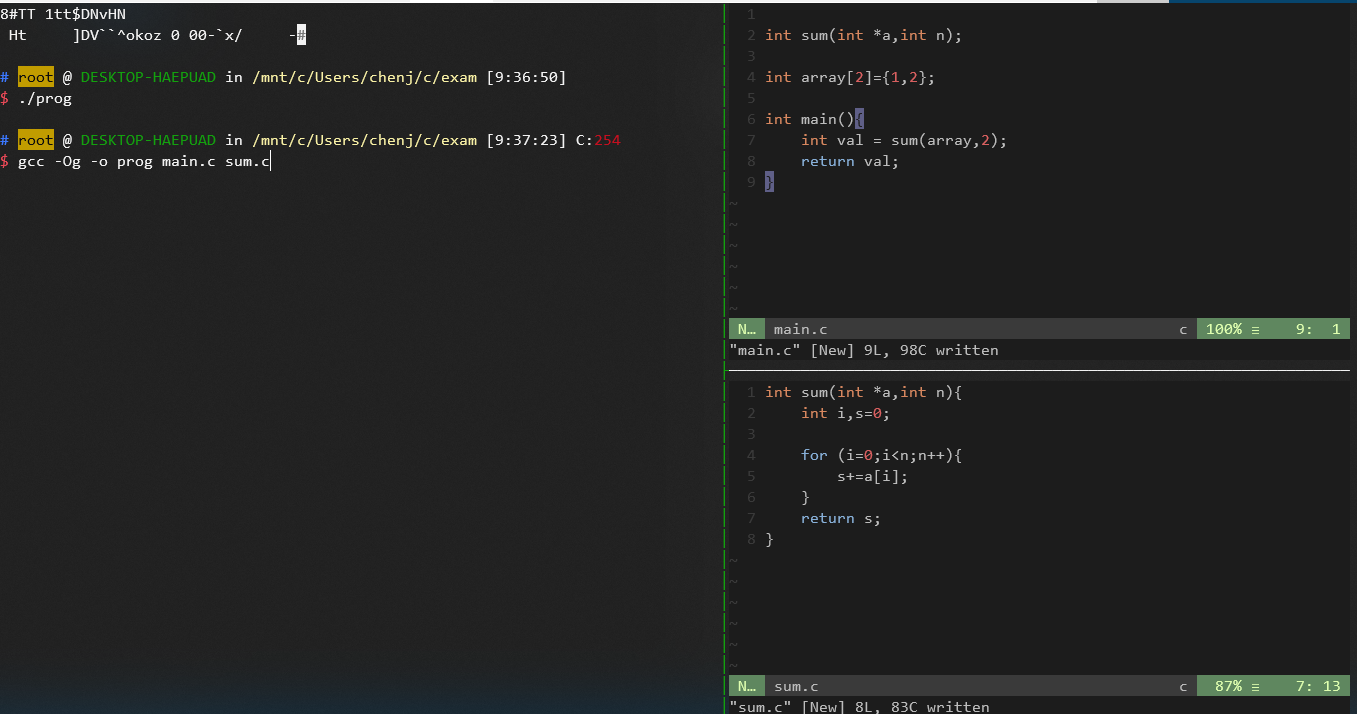 8#TT 1tt$DNvHN
Ht     ]DV``^okoz 0 00-`x/     -#
# root @ DESKTOP-HAEPUAD in /mnt/c/Users/chenj/c/exam [9:36:50]
$ ./prog
# root @ DESKTOP-HAEPUAD in /mnt/c/Users/chenj/c/exam [9:37:23] C:254
$ gcc -Og -o prog main.c sum.c
1
2 int sum(int *a,int n);
3
4 int array[2]={1,2};
5
6 int main(){
7     int val = sum(array,2);
8     return val;
9 }
~
~
~
~
~
~
N… main.c c 100% ≡ 9: 1
"main.c" [New] 9L, 98C written
1 int sum(int *a,int n){
2     int i,s=0;
3
4     for (i=0;i<n;n++){
5         s+=a[i];
6     }
7     return s;
8 }
~
~
~
~
~
~
N… sum.c c 87% ≡ 7: 13
"sum.c" [New] 8L, 83C written